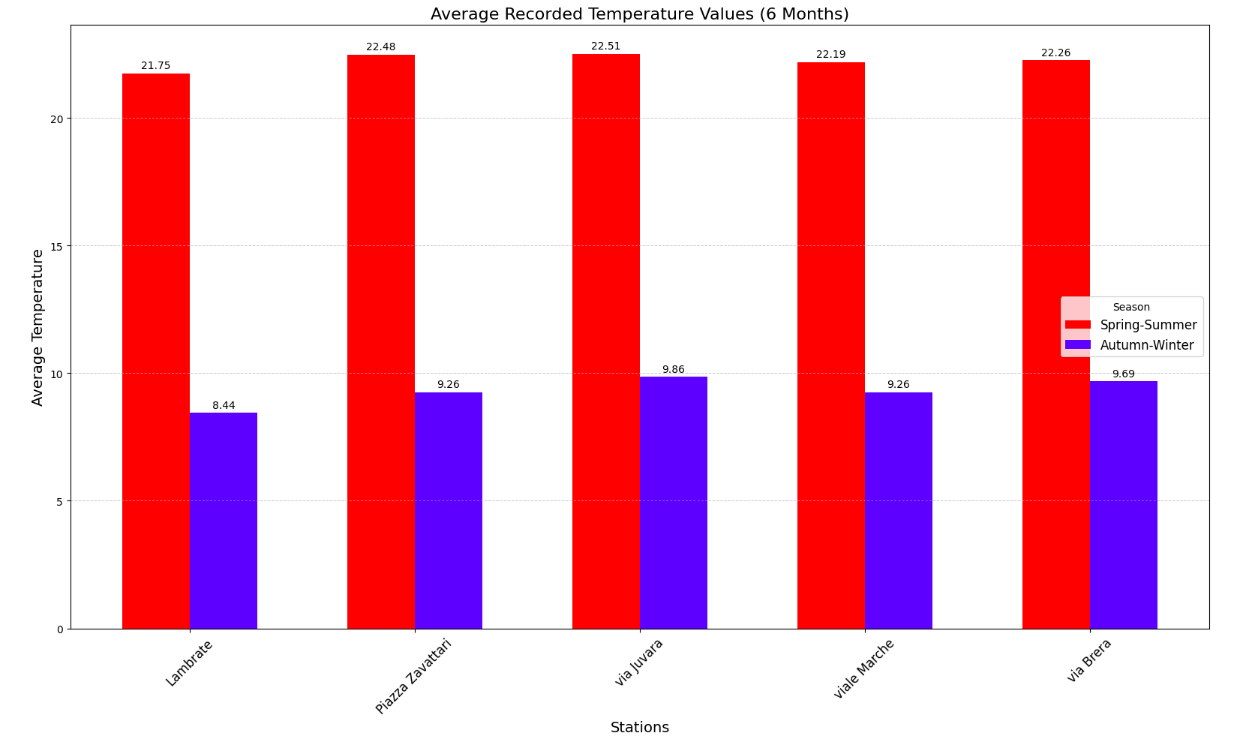 Average Recorded Temperature Values (6 Months)
21.75
22.48
22.51
22.19
22.26
8.44
9.26
9.86
9.26
9.69
20
15
10
5
0
Average Temperature
Season
Spring-Summer
Autumn-Winter
Lambrate
Piazza Zavattari
via Juvara
viale Marche
via Brera
Stations